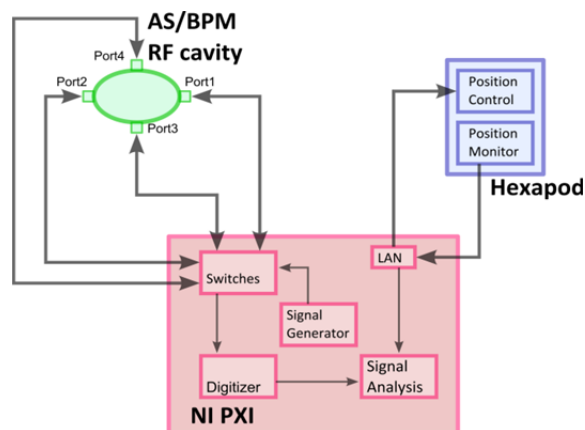 AS/BPM
RF cavity
Port4
Port2
Port1
Port3
Position
Control
Position
Monitor
Hexapod
Switches
LAN
Signal
Generator
Digitizer
Signal
Analysis
NI PXI